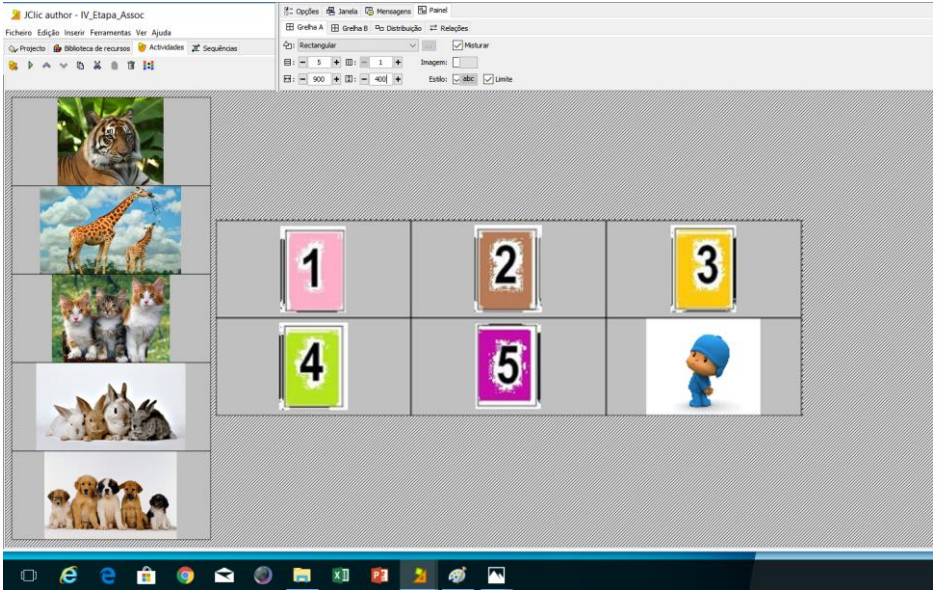 JClic author - IV_Etapa_Assoc
Ficheiro Edição Inserir Ferramentas Ver Ajuda
Projecto Biblioteca de recursos Actividades Sequências
Opções Janela Mensagens Painel
Grelha A Grelha B Distribuição Relações
: Rectangular ... Misturar
: - 5 + : - 1 + Imagem:
: - 900 + : - 400 + Estilo: abc Limite
1 2 3
4 5